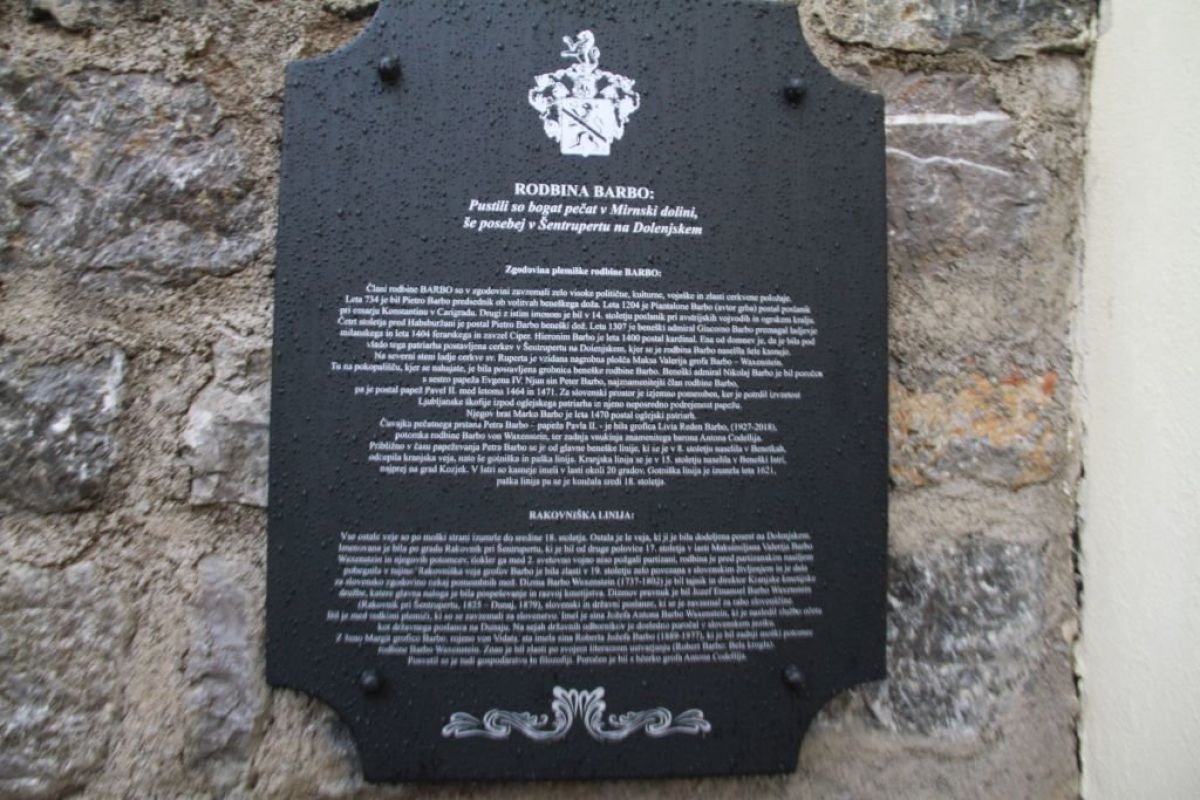 RODBINA BARBO:
Pustili so bogat pečat v Mirnski dolini,
še posebej v Šentrupertu na Dolenjskem
Zgodovina plemiške rodbine BARBO:
Člani rodbine BARBO so v zgodovini zavzemali zelo visoke politične, kulturne, vojaške in zlasti cerkvene položaje.
Leta 734 je bil Pietro Barbo predsednik ob volitvah beneškega doža. Leta 1204 je Piantalone Barbo (avtor grba) postal poslanik
pri cesarju Konstantinu v Carigradu. Drugi z istim imenom je bil v 14. stoletju poslanik pri avstrijskih vojvodih in ogrskem kralju.
Četrt stoletja pred Habsburžani je postal Pietro Barbo beneški dož. Leta 1307 je beneški admiral Giacomo Barbo premagal ladjevje
milanskega in leta 1404 ferarskega in zavzel Ciper. Hieronim Barbo je leta 1400 postal kardinal. Ena od domnev je, da je bila pod
vlado tega patriarha postavljena cerkev v Šentrupertu na Dolenjskem, kjer se je rodbina Barbo naselila šele kasneje.
Na severni steni ladje cerkve sv. Ruperta je vzidana nagrobna plošča Maksa Valerija grofa Barbo – Waxenstein.
Tu na pokopališču, kjer se nahajate, je bila postavljena grobnica beneške rodbine Barbo. Beneški admiral Nikolaj Barbo je bil poročen
s sestro papeža Evgena IV. Njun sin Peter Barbo, najznamenitejši član rodbine Barbo,
pa je postal papež Pavel II. med letoma 1464 in 1471. Za slovenski prostor je izjemno pomemben, ker je potrdil izvzetost
Ljubljanske škofije izpod oglejskega patriarha in njeno neposredno podrejenost papežu.
Njegov brat Marko Barbo je leta 1470 postal oglejski patriarh.
Čuvajka pečatnega prstana Petra Barbo – papeža Pavla II. - je bila grofica Livia Reden Barbo, (1927-2018),
potomka rodbine Barbo von Waxenstein, ter zadnja vnukinja znamenitega barona Antona Codellija.
Približno v času papeževanja Petra Barbo se je od glavne beneške linije, ki se je v 8. stoletju naselila v Benetkah,
odcepila kranjska veja, nato še gotniška in paška linija. Kranjska linija se je v 15. stoletju naselila v Beneški Istri,
najprej na grad Kozjek. V Istri so kasneje imeli v lasti okoli 20 gradov. Gotniška linija je izumrla leta 1621,
paška linija pa se je končala sredi 18. stoletja.
RAKOVNIŠKA LINIJA:
Vse ostale veje so po moški strani izumrle do sredine 18. stoletja. Ostala je le veja, ki ji je bila dodeljena posest na Dolenjskem.
Imenovana je bila po gradu Rakovnik pri Šentrupertu, ki je bil od druge polovice 17. stoletja v lasti Maksimilijana Valerija Barbo
Waxensteina in njegovih potomcev, dokler ga med 2. svetovno vojno niso požgali partizani, rodbina je pred partizani
pobegnila v tujino. Rakovniška veja grofov Barbo je bila zlasti v 19. stoletju zelo povezana s slovenskim življenjem in je dala
za slovensko zgodovino nekaj pomembnih mož. Dizma Barbo Waxenstein (1737-1802) je bil tajnik in direktor Kranjske kmetijske
družbe, katere glavna naloga je bila pospeševanje in razvoj kmetijstva. Dizmov pravnuk je bil Jozef Emanuel Barbo Waxenstein
(Rakovnik pri Šentrupertu, 1825 – Dunaj, 1879), slovenski in državni poslanec, ki se je zavzemal za rabo slovenščine.
Bil je med redkimi plemiči, ki so se zavzemali za slovenstvo. Imel je sina Jožefa Antona Barbo Waxenstein, ki je nasledil službo očeta
kot državnega poslanca na Dunaju. Na sejah državnih odborov je dosledno poročal v slovenskem jeziku.
Z ženo Margit grofico Barbo, rojeno von Vidats, sta imela sina Roberta Jožefa Barbo (1889-1977), ki je bil zadnji moški potomec
rodbine Barbo Waxenstein. Znan je bil zlasti po svojem literarnem ustvarjanju (Robert Barbo: Bela krogla).
Posvetil se je tudi gospodarstvu in filozofiji. Poročen je bil s hčerko grofa Antona Codellija.